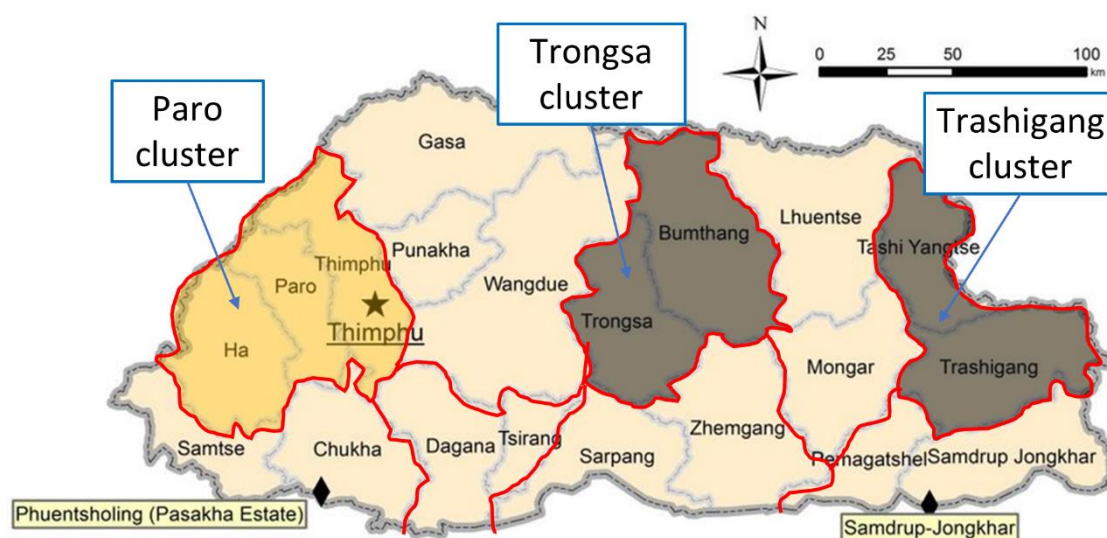 N
0 25 50 100
km
Trongsa
cluster
Paro
cluster
Trashigang
cluster
Gasa
Lhuentse
Punakha
Bumthang
Tashi Yangtse
Thimphu
Paro
Wangdue
Trongsa
Thimphu
Ha
Mongar
Trashigang
Zhemgang
Samtse
Chukha
Dagana
Tsirang
Sarpang
Pemagatshel
Samdrup Jongkhar
Phuentsholing (Pasakha Estate)
Samdrup-Jongkhar